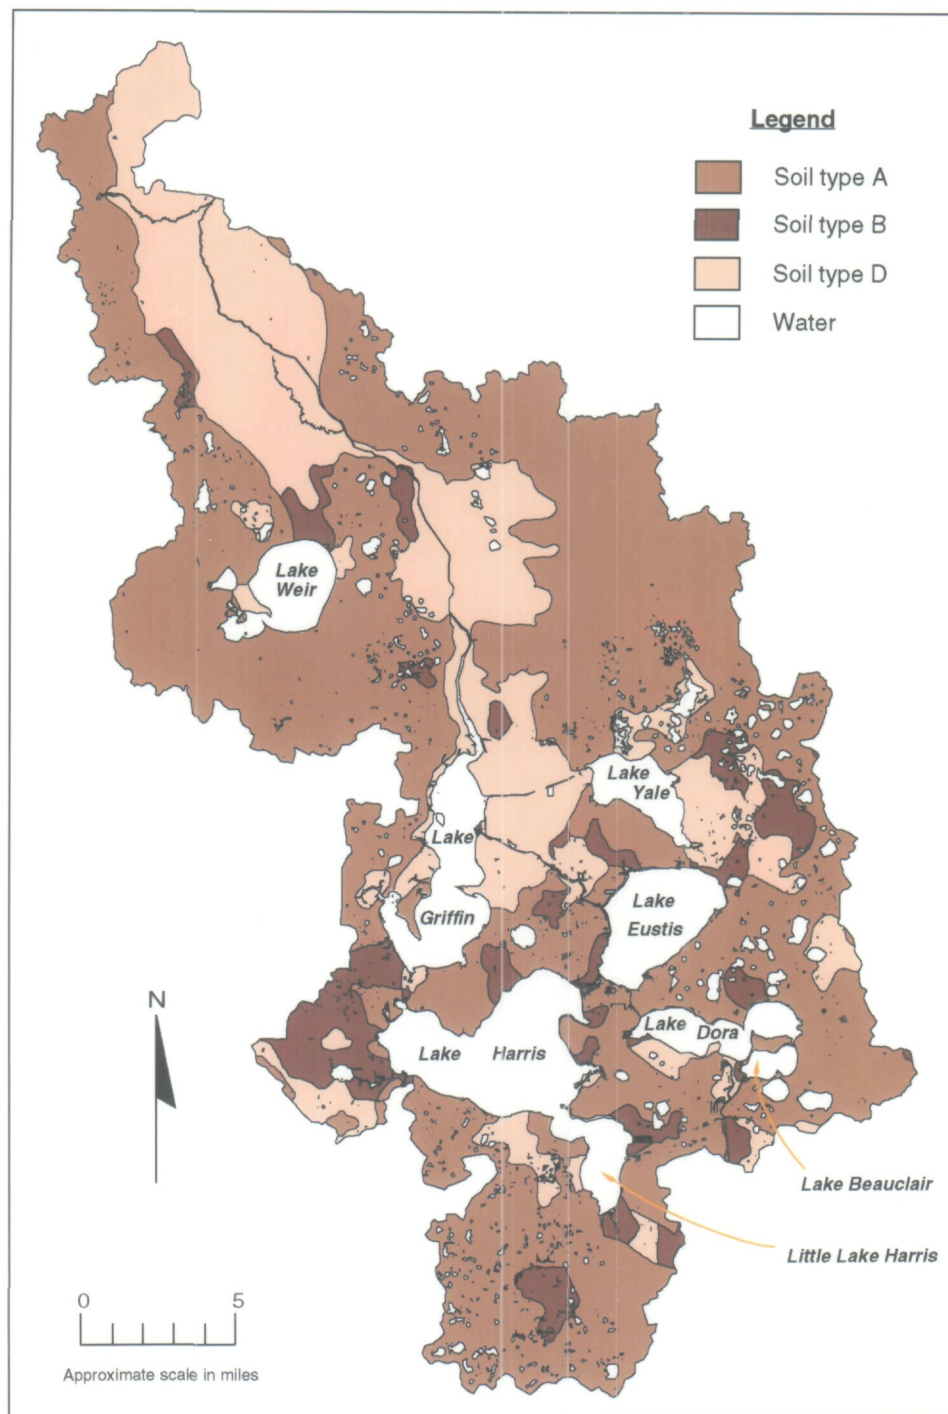 Legend
Soil type A
Soil type B
Soil type D
Water
Lake
Weir
Lake
Yale
Lake
Griffin
Lake
Eustis
Lake Dora
Lake Harris
N
Lake Beauclair
Little Lake Harris
0 5
Approximate scale in miles